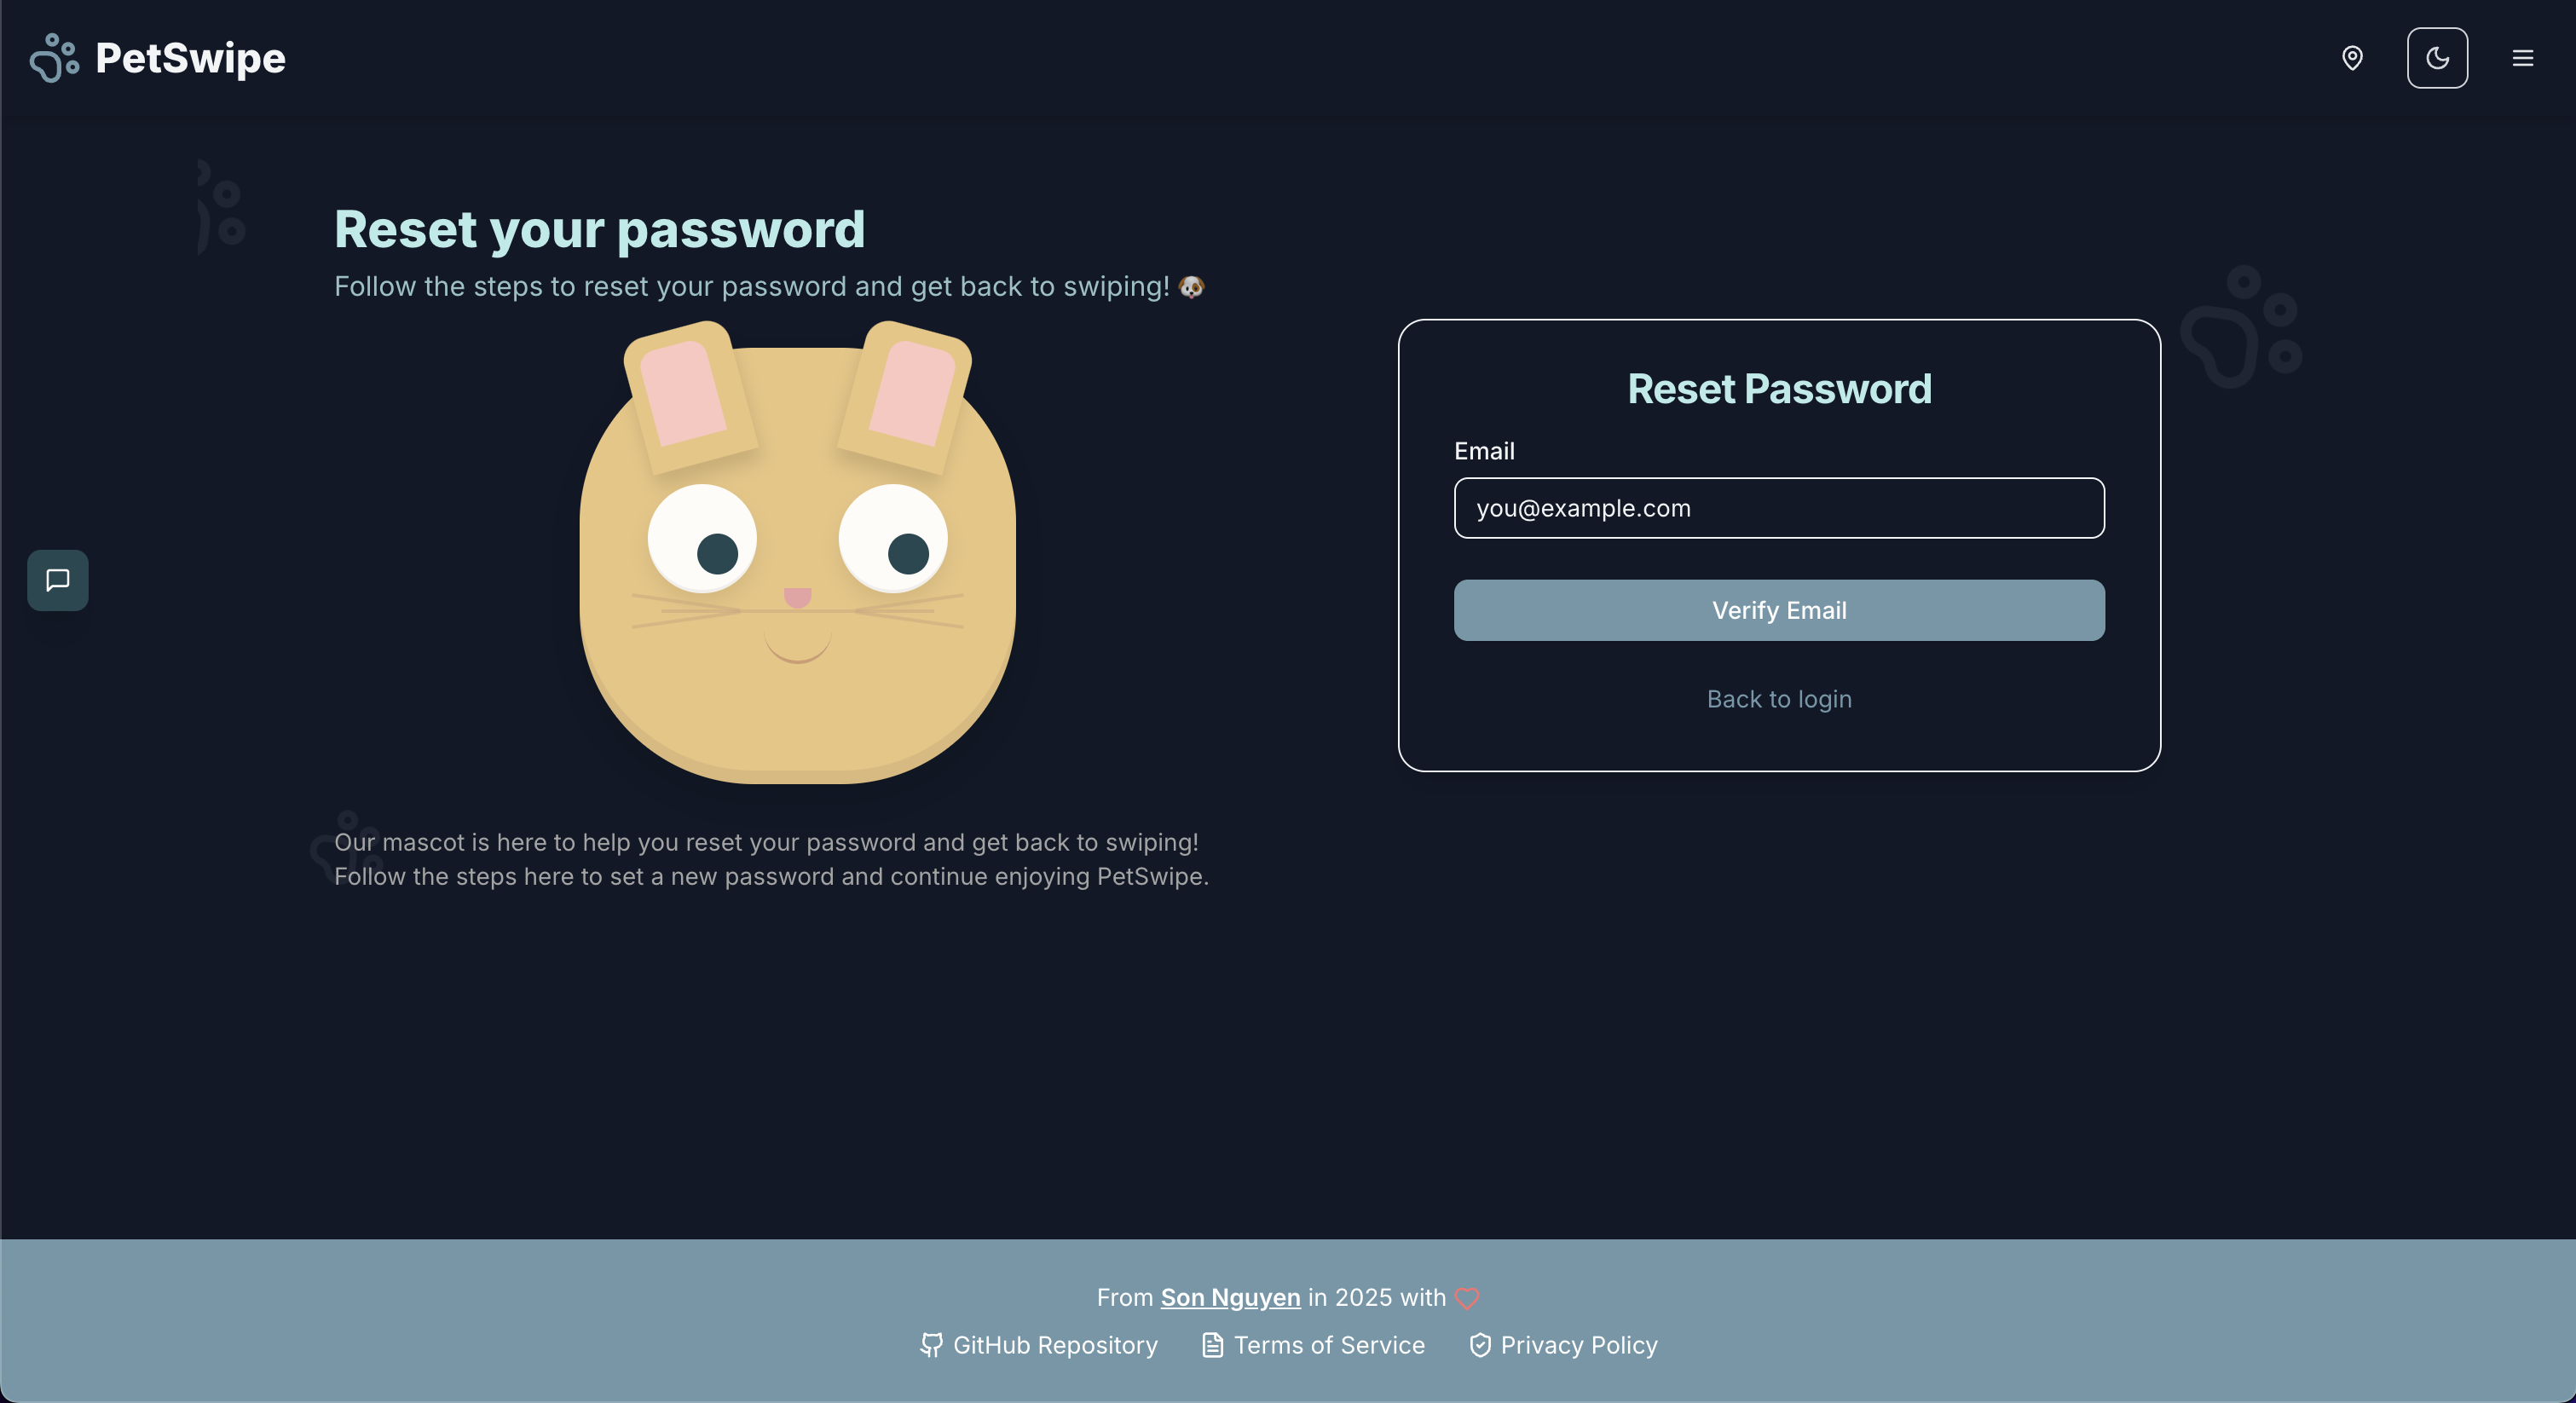 PetSwipe
Reset your password
Follow the steps to reset your password and get back to swiping! 🐶
Our mascot is here to help you reset your password and get back to swiping!
Follow the steps here to set a new password and continue enjoying PetSwipe.
Reset Password
Email
you@example.com
Verify Email
Back to login
From Son Nguyen in 2025 with
GitHub Repository Terms of Service Privacy Policy